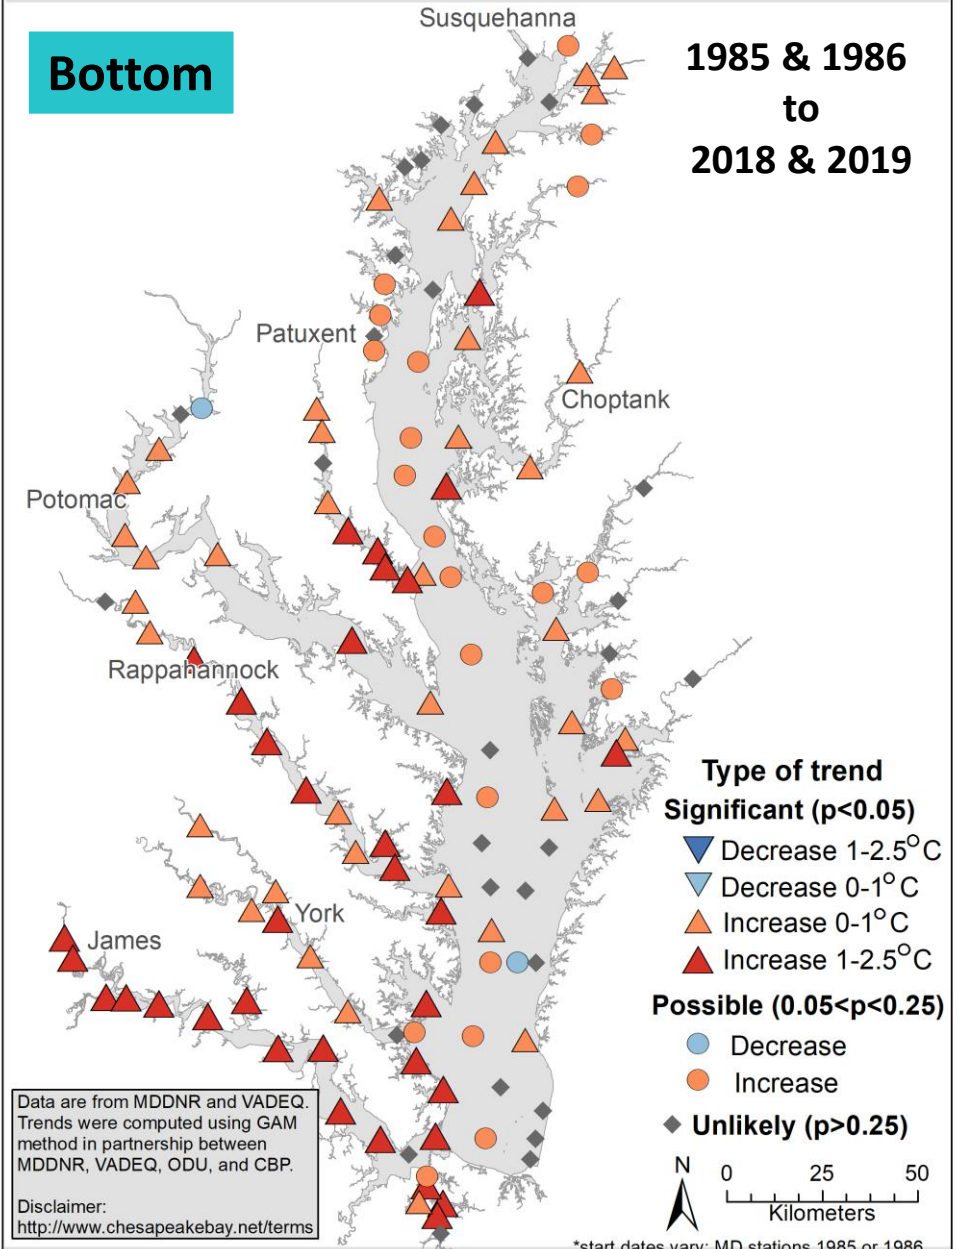 Susquehanna
Bottom
1985 & 1986
to
2018 & 2019
Patuxent
Choptank
Potomac
Rappahannock
York
James
Type of trend
Significant (p<0.05)
Decrease 1-2.5°C
Decrease 0-1°C
Increase 0-1°C
Increase 1-2.5°C
Possible (0.05<p<0.25)
Decrease
Increase
Unlikely (p>0.25)
Data are from MDDNR and VADEQ.
Trends were computed using GAM
method in partnership between
MDDNR, VADEQ, ODU, and CBP.
Disclaimer:
http://www.chesapeakebay.net/terms
N
0 25 50
Kilometers
*start dates vary: MD stations 1985 or 1986